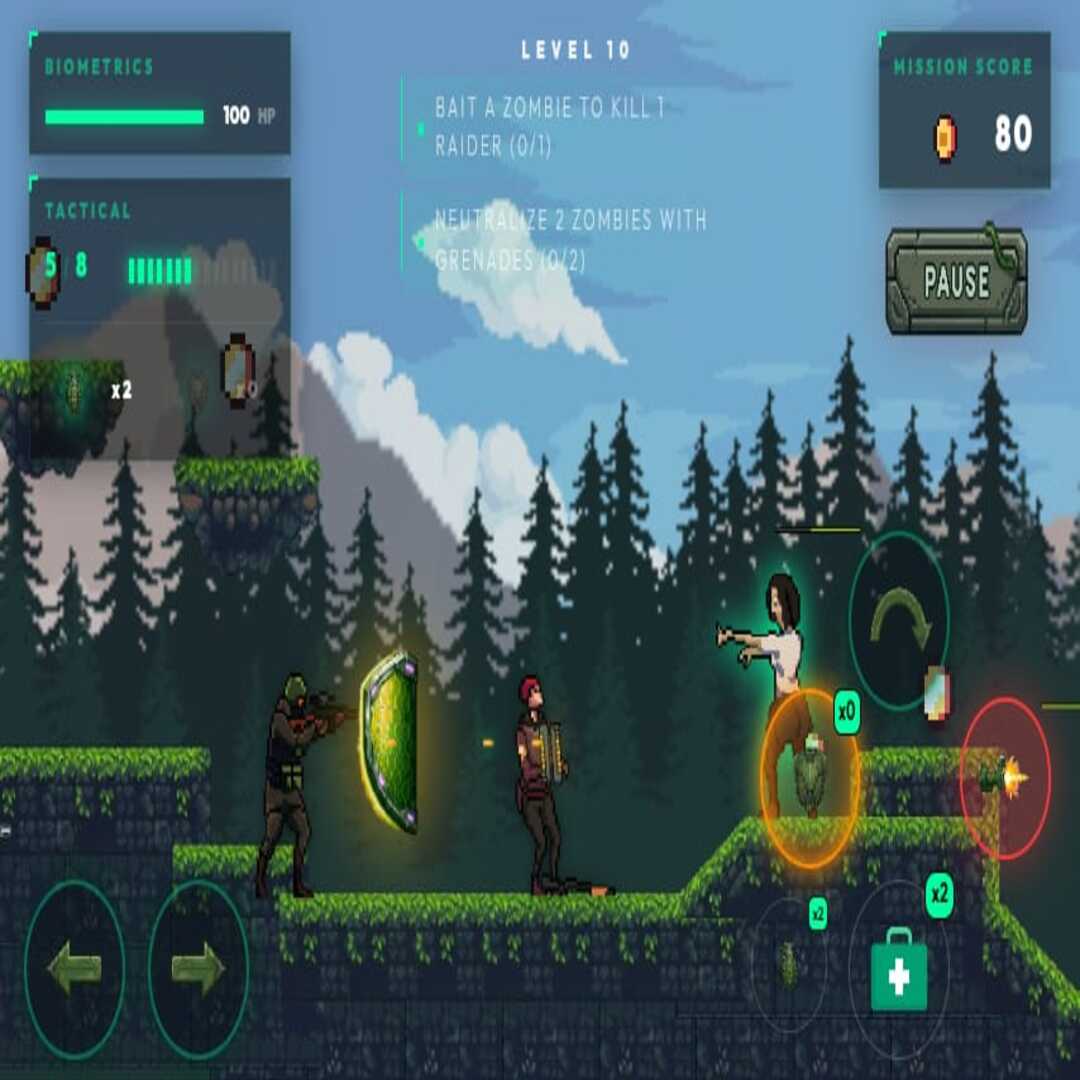 BIOMETRICS
100 HP
TACTICAL
5 8
x2
0
LEVEL 10
BAIT A ZOMBIE TO KILL 1
RAIDER (0/1)
NEUTRALIZE 2 ZOMBIES WITH
GRENADES (0/2)
MISSION SCORE
80
PAUSE
x0
x2
x2